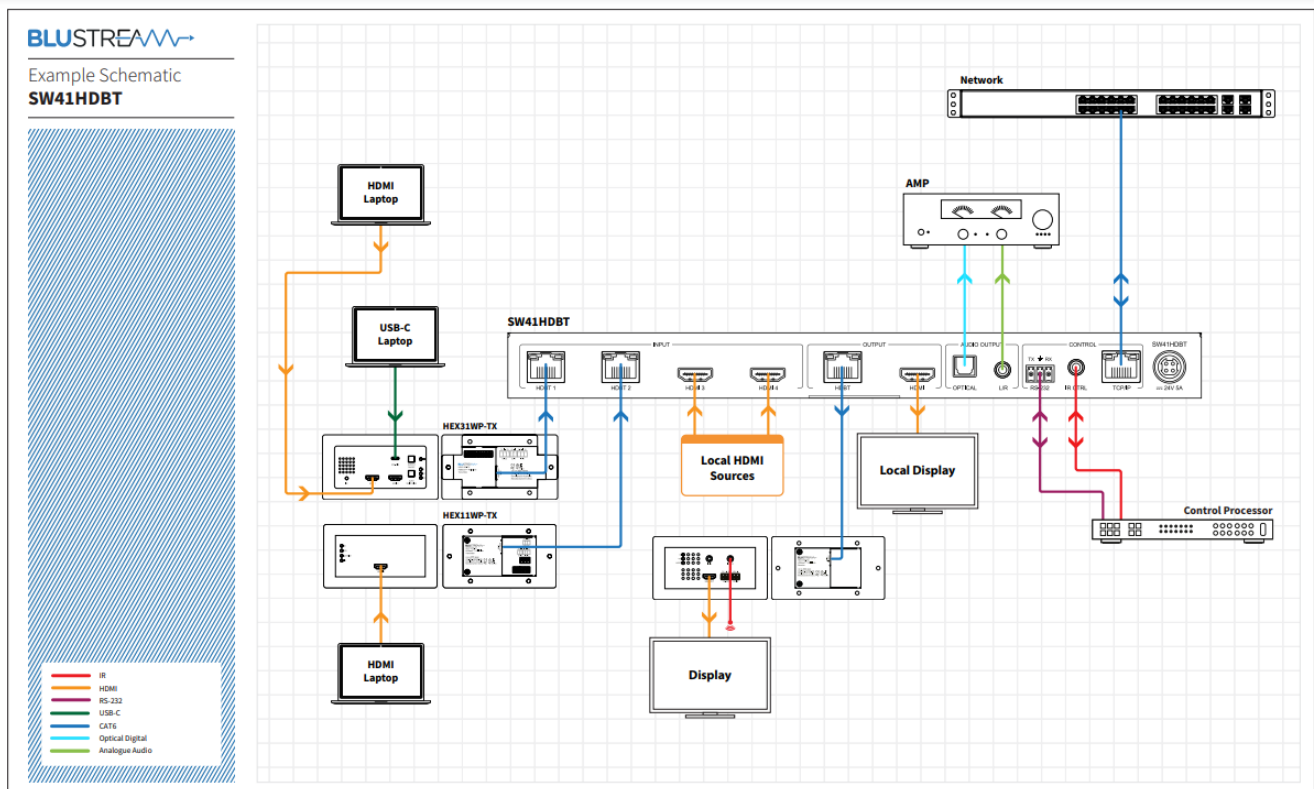 BLUSTREAM
Example Schematic
SW41HDBT
Network
HDMI
Laptop
AMP
USB-C
Laptop
SW41HDBT
INPUT
OUTPUT
AUDIO OUTPUT
CONTROL
SW41HDBT
TX
RX
HDBT 1
HDBT 2
HDMI 3
HDMI 4
HDBT
HDMI
OPTICAL
L/R
RS-232
IR CTRL
TCP/IP
24V 5A
HEX31WP-TX
Local HDMI
Sources
Local Display
HEX11WP-TX
Control Processor
HDMI
Laptop
Display
IR
HDMI
RS-232
USB-C
CAT6
Optical Digital
Analogue Audio